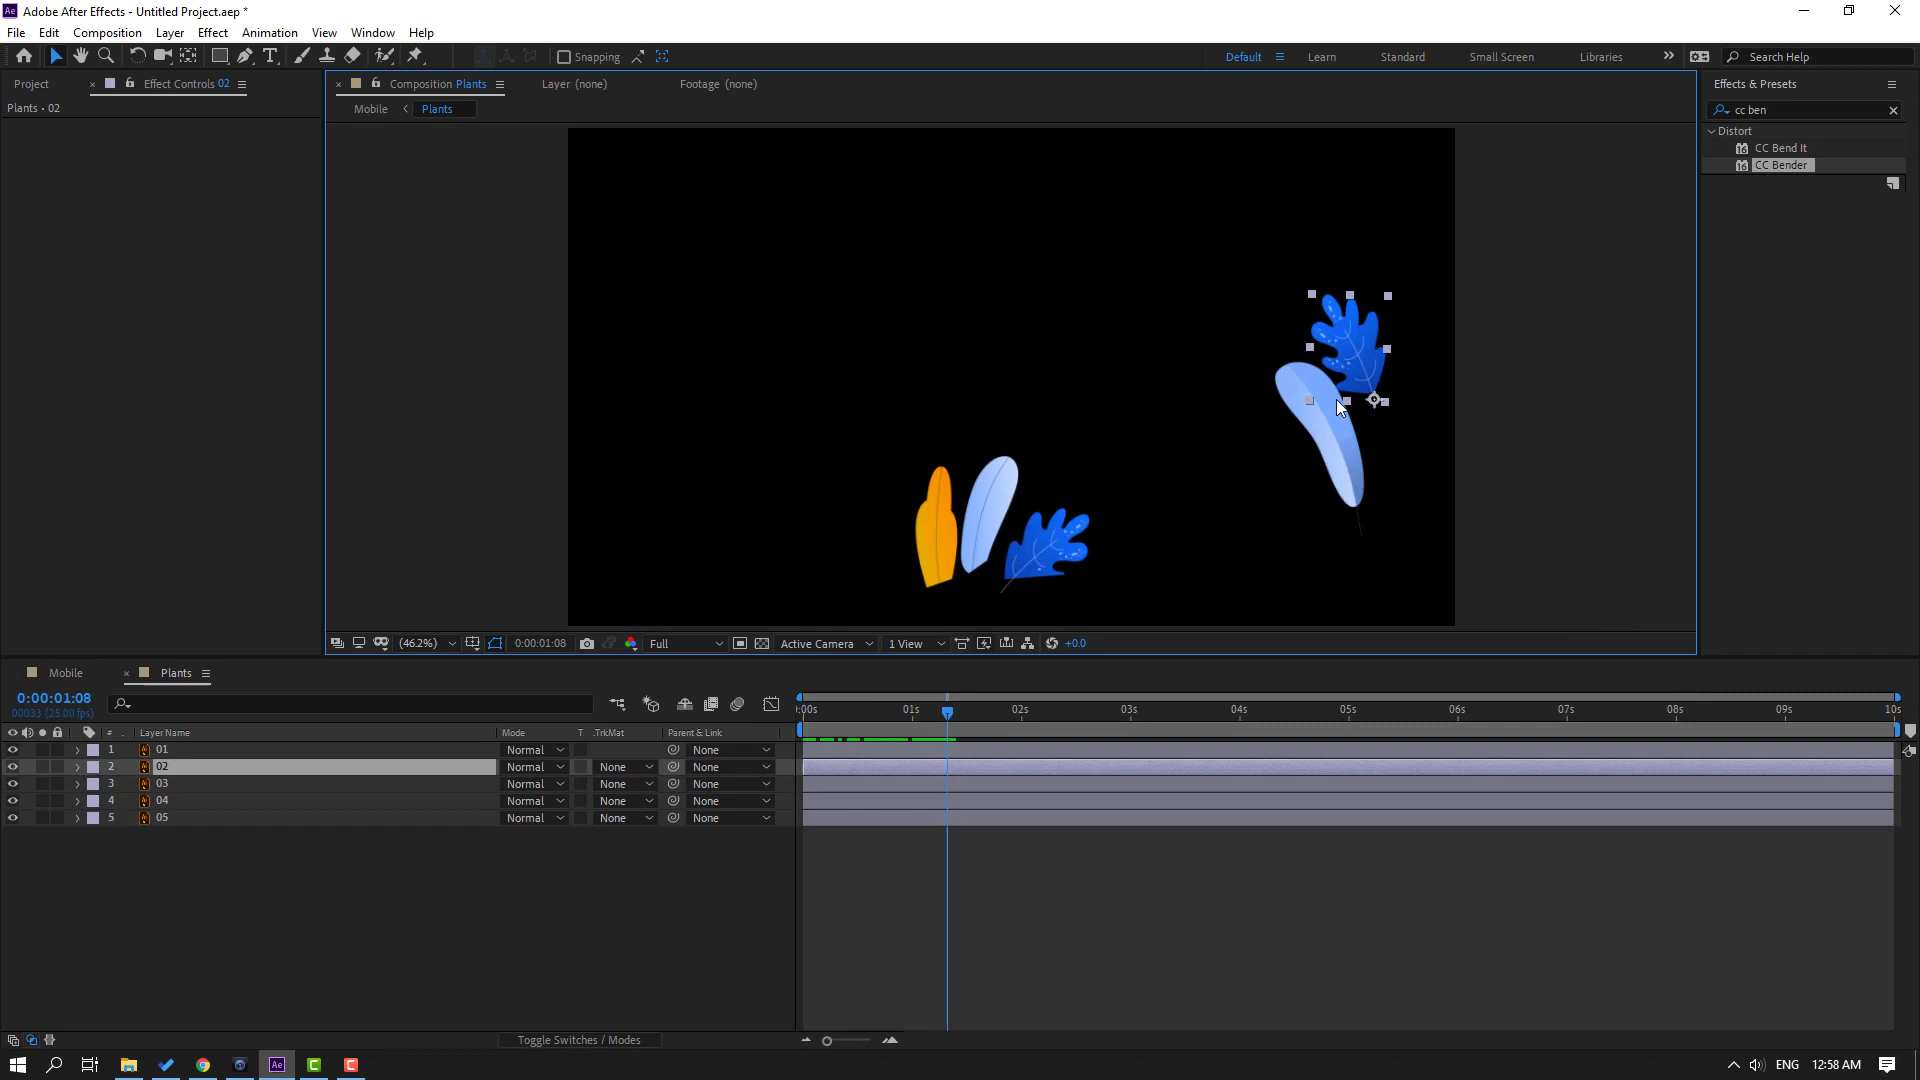 Adobe After Effects - Untitled Project.aep *
File Edit Composition Layer Effect Animation View Window Help
Snapping
Default Learn Standard Small Screen Libraries Search Help
Project Effect Controls 02
Plants • 02
Composition Plants Layer (none) Footage (none)
Mobile Plants
Effects & Presets
cc ben
Distort
CC Bend It
CC Bender
(46.2%) 0:00:01:08 Full Active Camera 1 View +0.0
Mobile Plants
0:00:01:08
00033 (25.00 fps)
:00s 01s 02s 03s 04s 05s 06s 07s 08s 09s 10s
# Layer Name Mode T .TrkMat Parent & Link
1 01 Normal None
2 02 Normal None None
3 03 Normal None None
4 04 Normal None None
5 05 Normal None None
Toggle Switches / Modes
ENG 12:58 AM